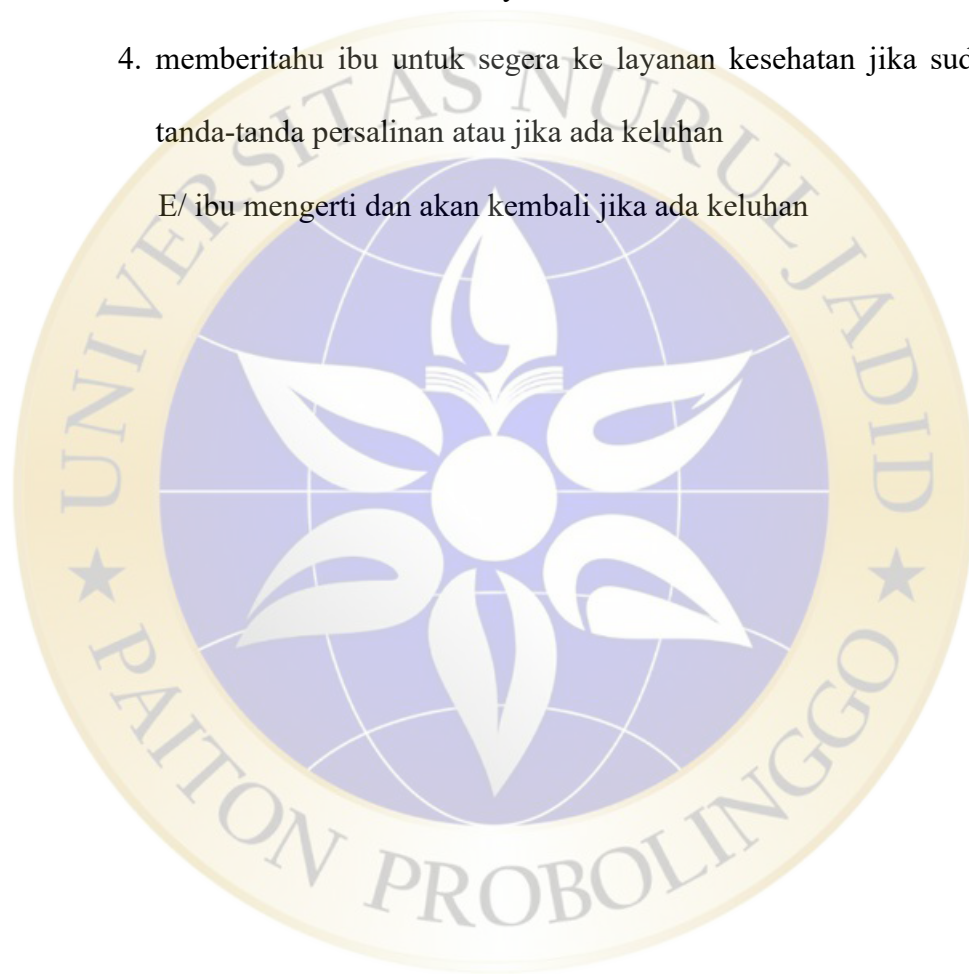 4. memberitahu ibu untuk segera ke layanan kesehatan jika
tanda-tanda persalinan atau jika ada keluhan
E/ ibu mengerti dan akan kembali jika ada keluhan
UNIVERSITAS NURUL JADID
PAITON PROBOLINGGO